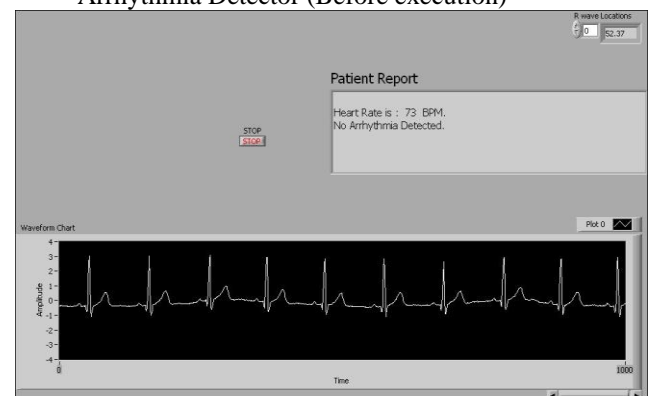 Arrhythmia Detector (Before execution)
R wave Locations
0 52.37
Patient Report
Heart Rate is : 73 BPM.
No Arrhythmia Detected.
STOP
STOP
Waveform Chart
Plot 0
4
3
2
1
0
-1
-2
-3
-4
Amplitude
0 1000
Time